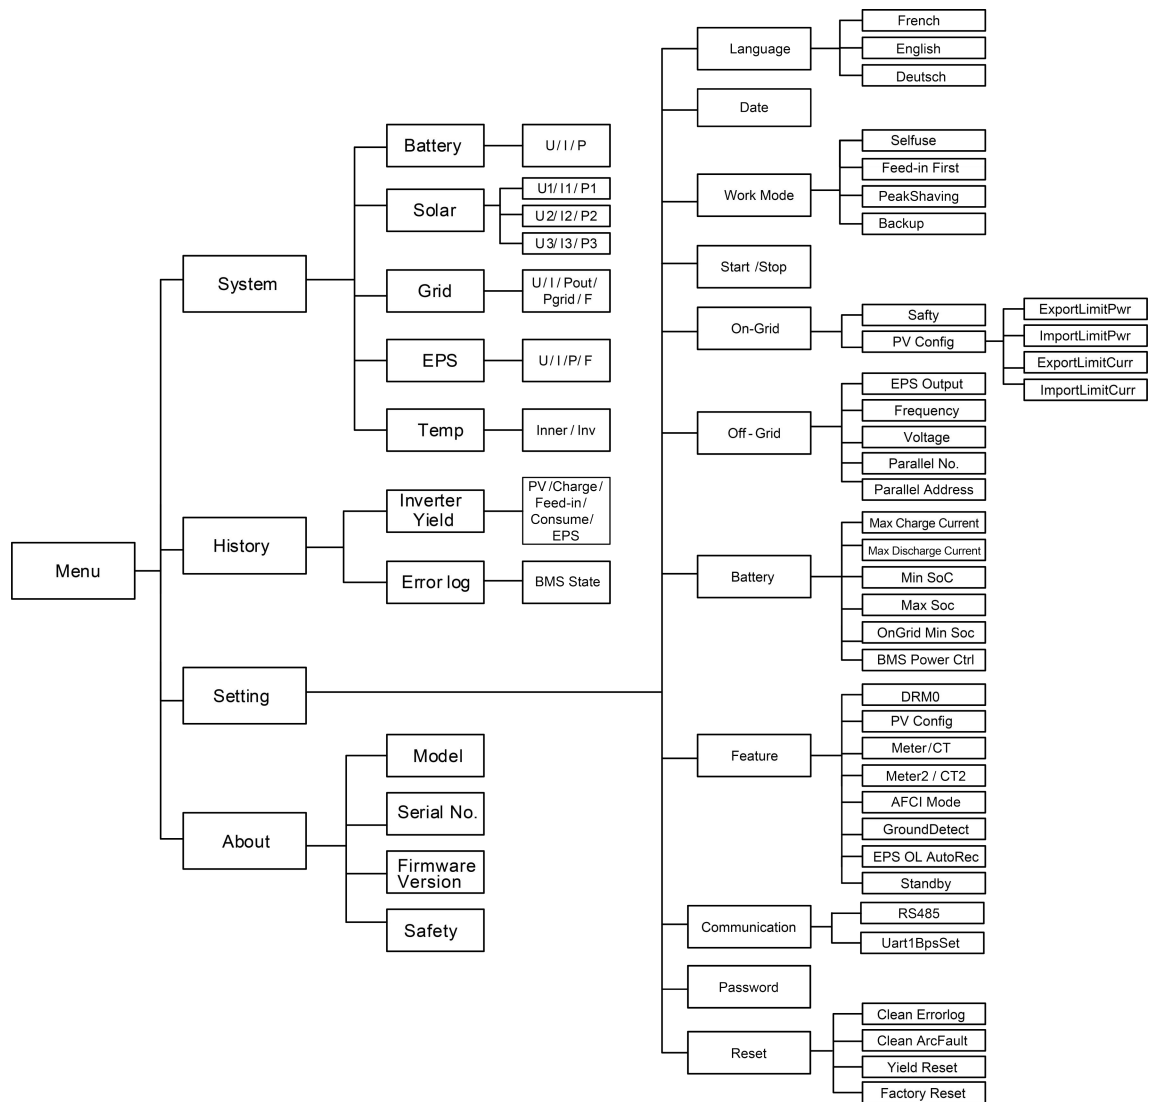 Menu
System
Battery
U/ I / P
Solar
U1/ I1 / P1
U2/ I2 / P2
U3/ I3 / P3
Grid
U/ I / Pout/
Pgrid / F
EPS
U/ I /P/ F
Temp
Inner / Inv
History
Inverter
Yield
PV /Charge /
Feed-in/
Consume/
EPS
Error log
BMS State
Setting
Language
French
English
Deutsch
Date
Work Mode
Selfuse
Feed-in First
PeakShaving
Backup
Start /Stop
On-Grid
Safty
PV Config
ExportLimitPwr
ImportLimitPwr
ExportLimitCurr
ImportLimitCurr
Off - Grid
EPS Output
Frequency
Voltage
Parallel No.
Parallel Address
Battery
Max Charge Current
Max Discharge Current
Min SoC
Max Soc
OnGrid Min Soc
BMS Power Ctrl
Feature
DRM0
PV Config
Meter/CT
Meter2 / CT2
AFCI Mode
GroundDetect
EPS OL AutoRec
Standby
Communication
RS485
Uart1BpsSet
Password
Reset
Clean Errorlog
Clean ArcFault
Yield Reset
Factory Reset
About
Model
Serial No.
Firmware
Version
Safety